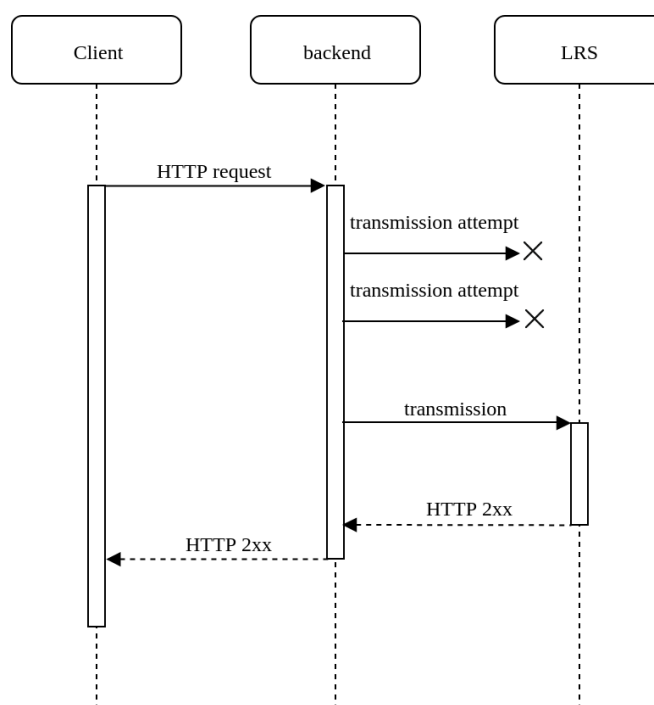 Client
backend
LRS
HTTP request
transmission attempt
transmission attempt
transmission
HTTP 2xx
HTTP 2xx